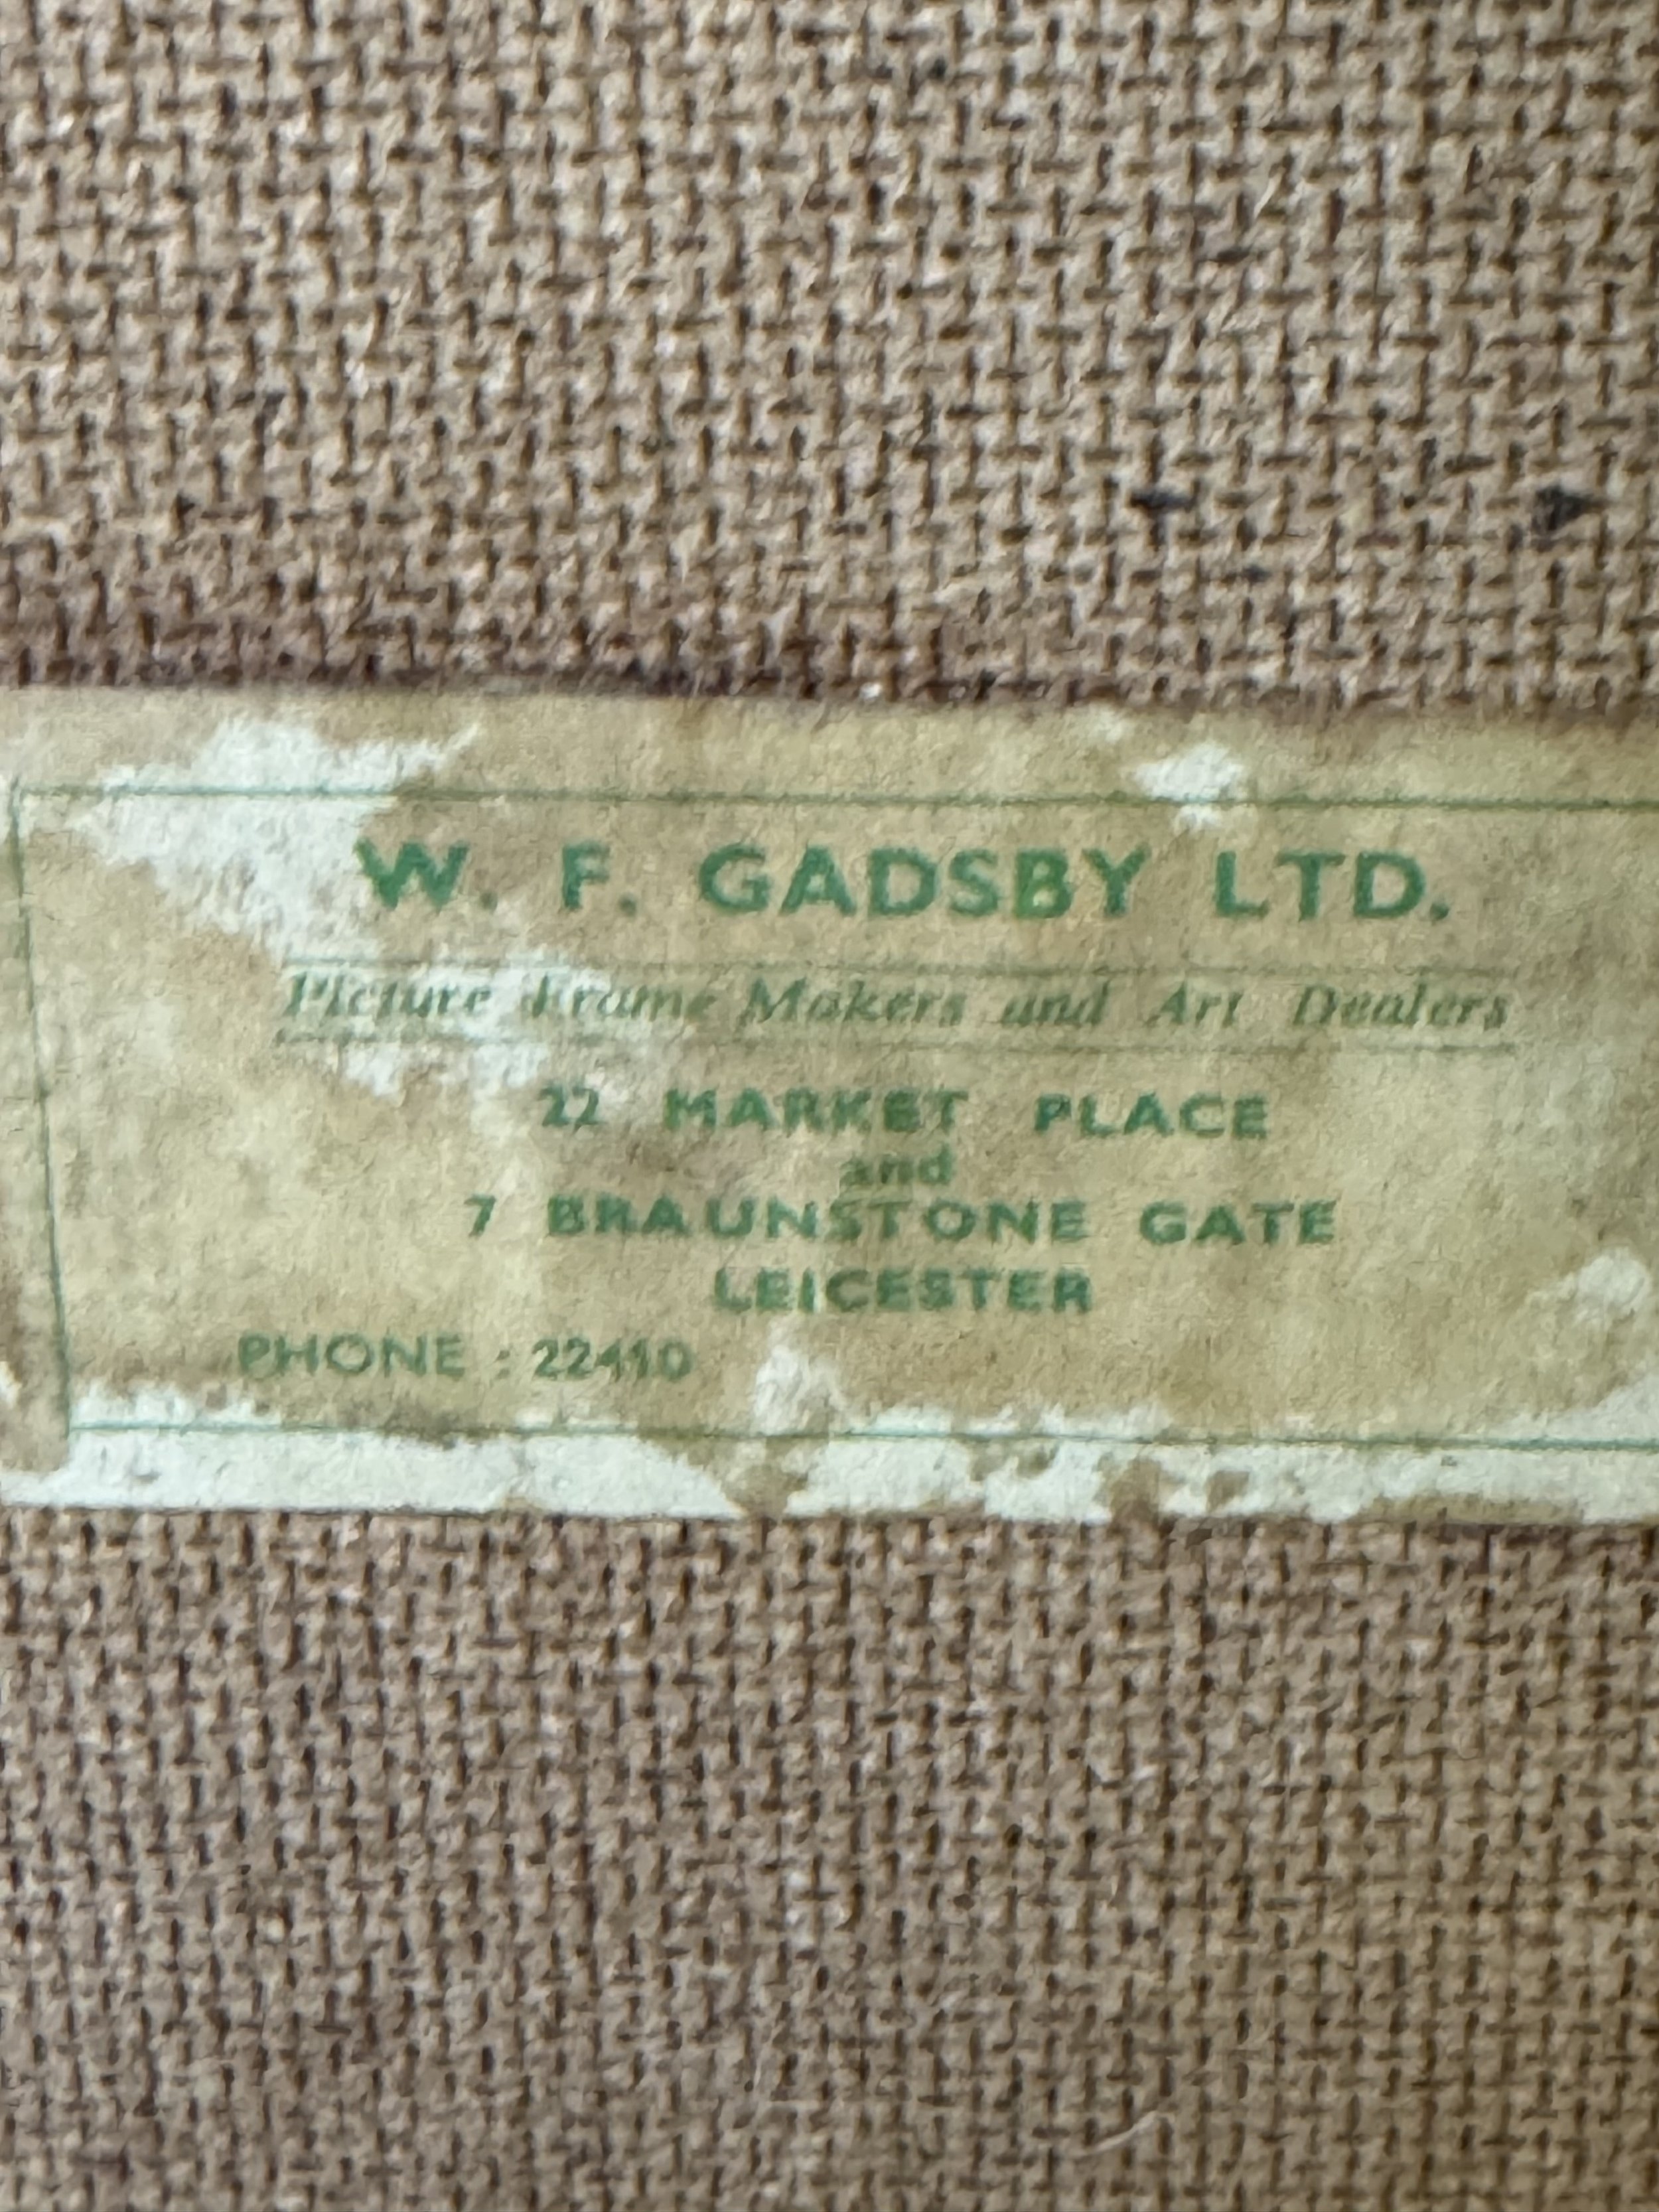 W. F. GADSBY LTD.
Picture Frame Makers and Art Dealers
22 MARKET PLACE
and
7 BRAUNSTONE GATE
LEICESTER
PHONE : 22410